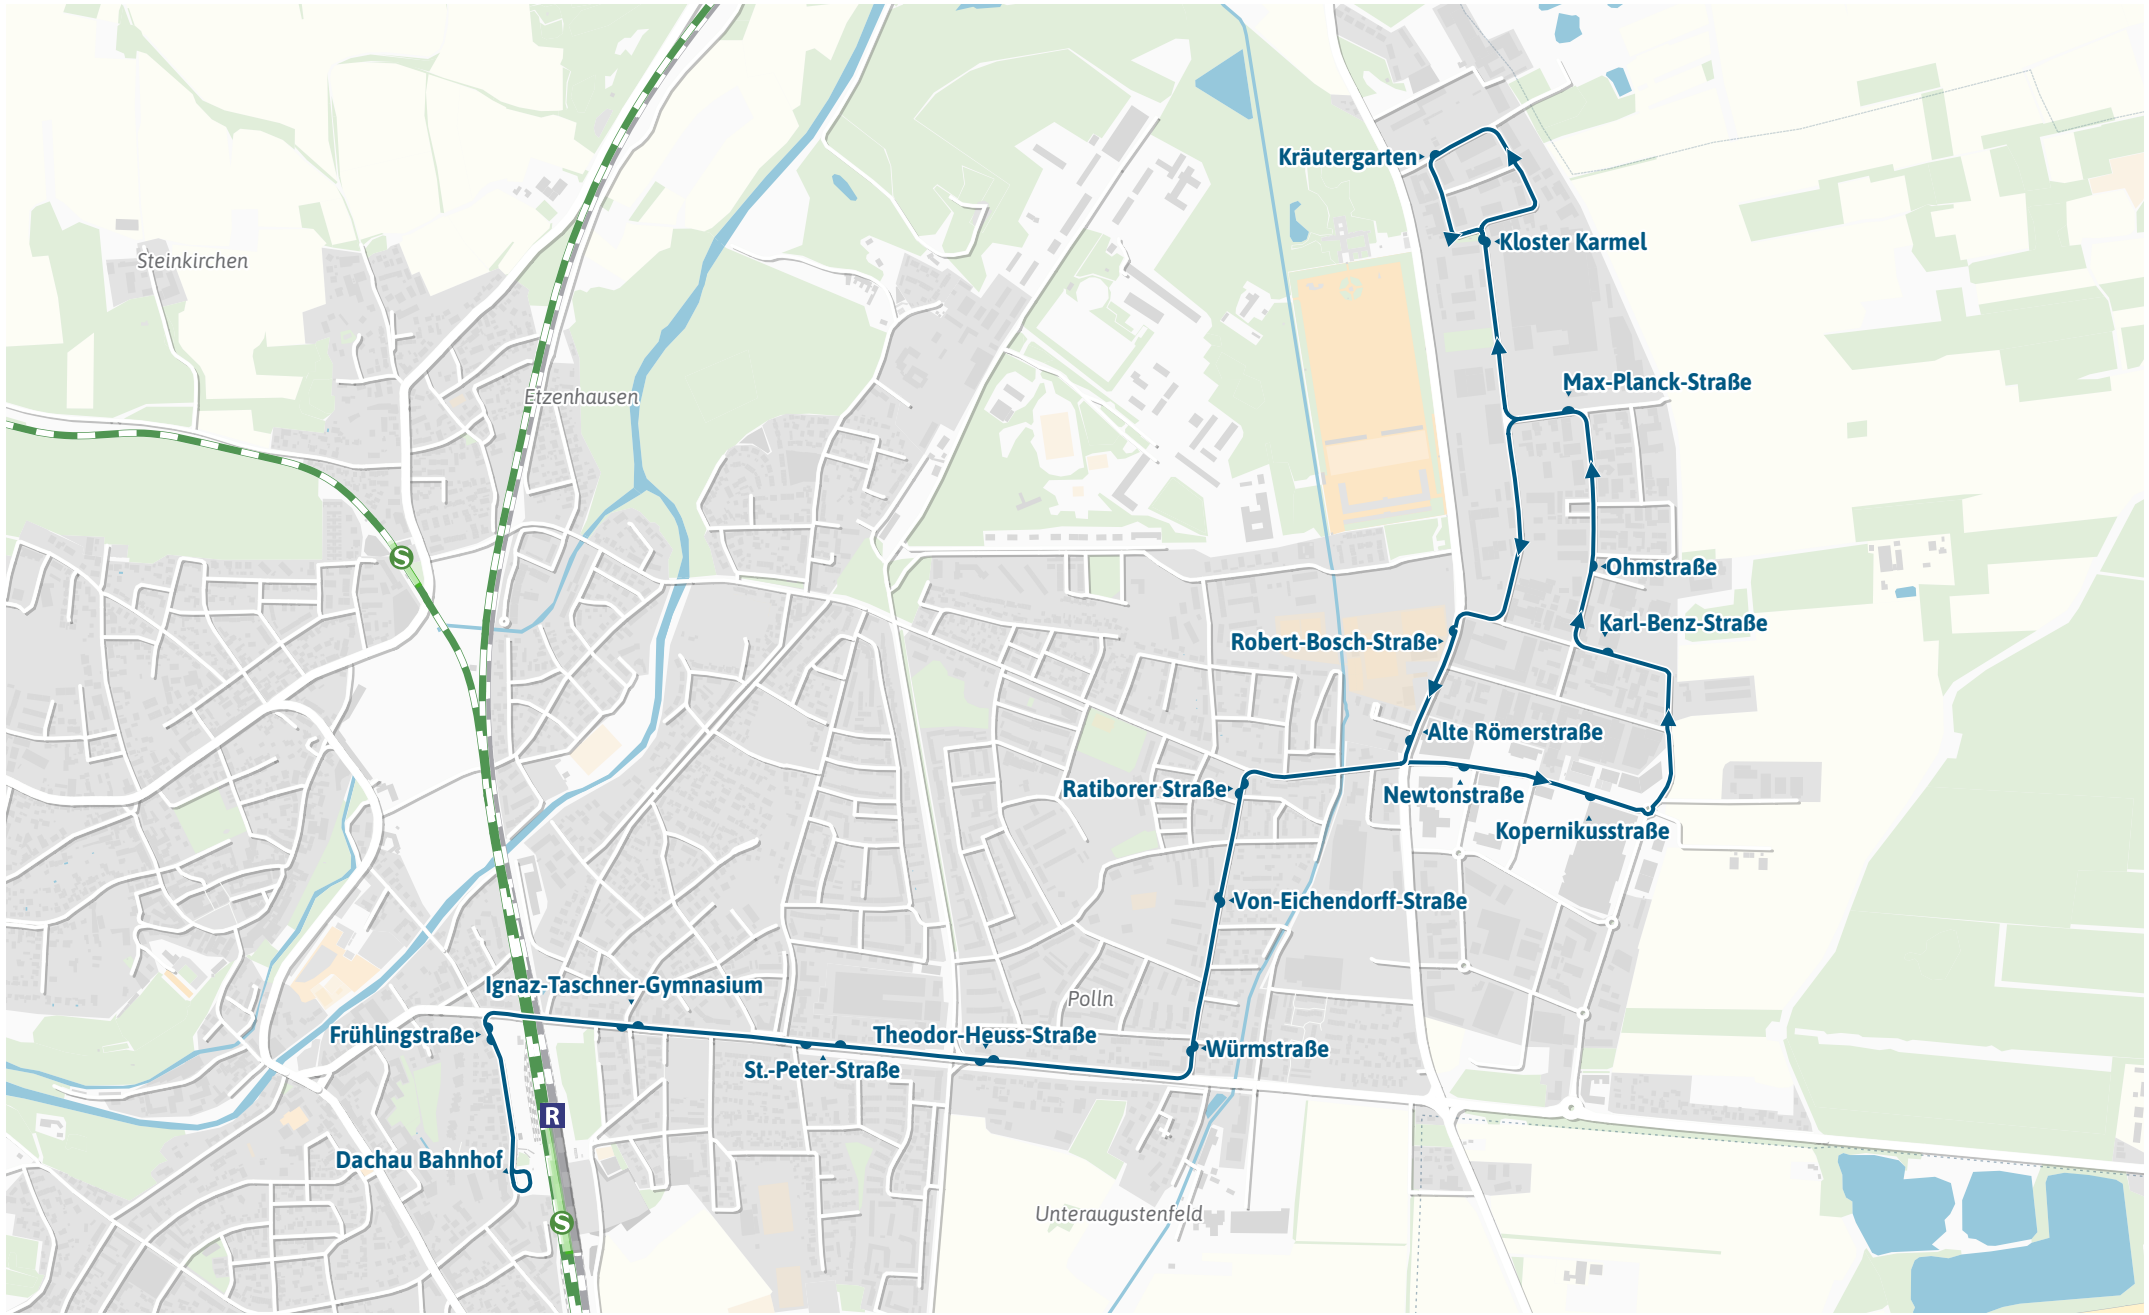 Kräutergarten
Kloster Karmel
Steinkirchen
Max-Planck-Straße
Etzenhausen
S
Ohmstraße
Karl-Benz-Straße
Robert-Bosch-Straße
Alte Römerstraße
Ratiborer Straße
Newtonstraße
Kopernikusstraße
Von-Eichendorff-Straße
Ignaz-Taschner-Gymnasium
Polln
Frühlingstraße
Theodor-Heuss-Straße
Würmstraße
St.-Peter-Straße
R
Dachau Bahnhof
Unteraugustenfeld
S